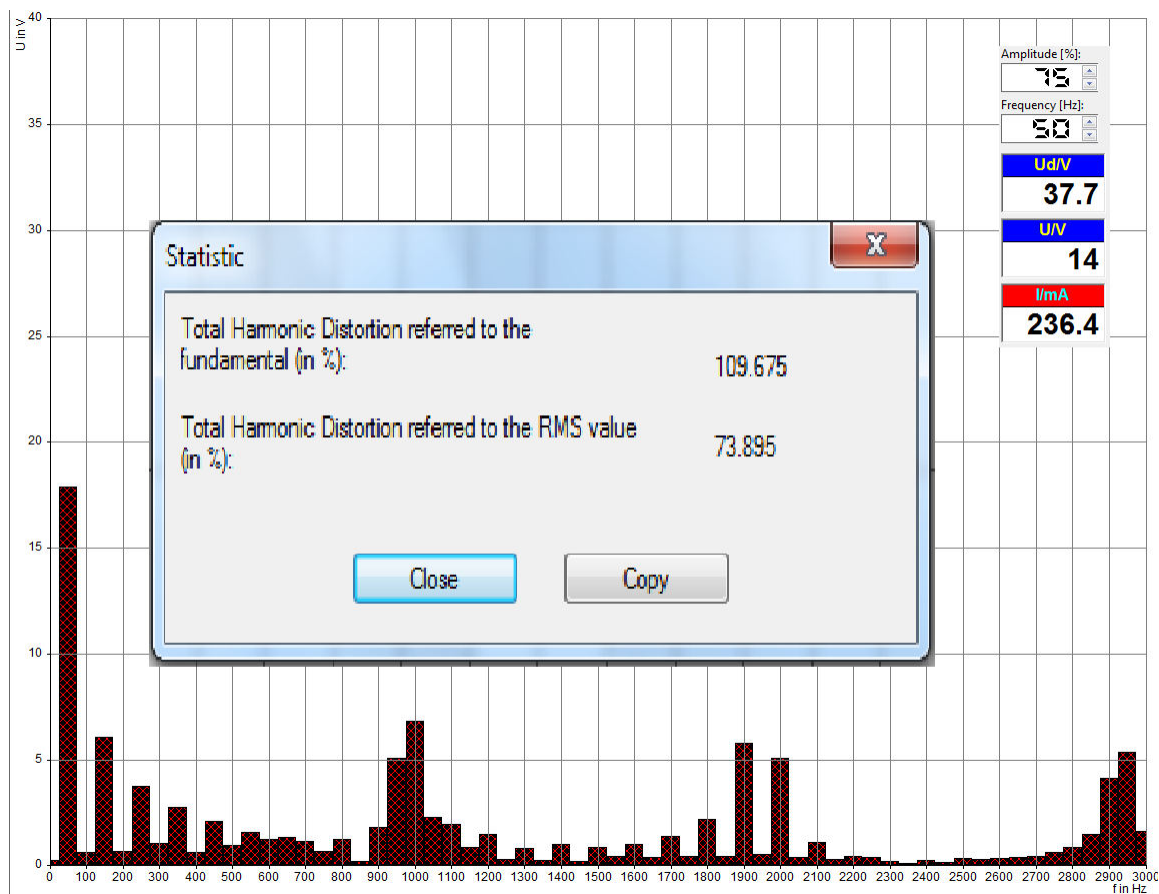 U in V
40
35
30
25
20
15
10
5
0
Amplitude [%]:
75
Frequency [Hz]:
50
Ud/V
37.7
U/V
14
I/mA
236.4
Statistic
Total Harmonic Distortion referred to the
fundamental (in %):
109.675
Total Harmonic Distortion referred to the RMS value
(in %):
73.895
Close
Copy
0 100 200 300 400 500 600 700 800 900 1000 1100 1200 1300 1400 1500 1600 1700 1800 1900 2000 2100 2200 2300 2400 2500 2600 2700 2800 2900 3000
f in Hz